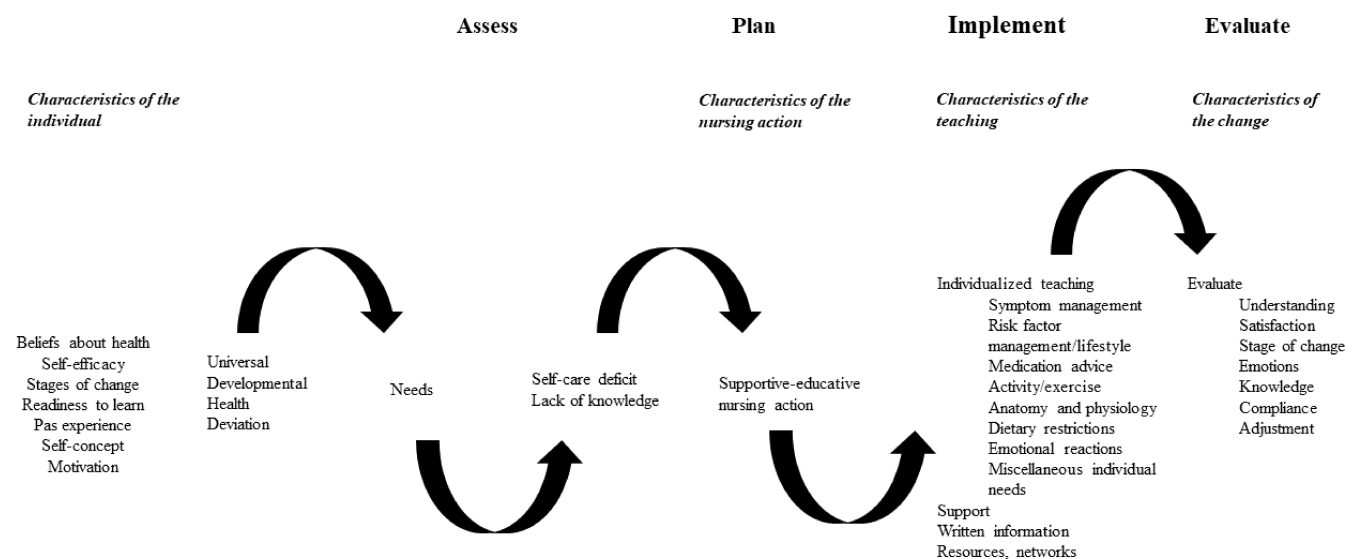 Assess
Plan
Implement
Evaluate
Characteristics of the
individual
Characteristics of the
nursing action
Characteristics of the
teaching
Characteristics of
the change
Beliefs about health
Self-efficacy
Stages of change
Readiness to learn
Pas experience
Self-concept
Motivation
Universal
Developmental
Health
Deviation
Needs
Self-care deficit
Lack of knowledge
Supportive-educative
nursing action
Individualized teaching
Symptom management
Risk factor
management/lifestyle
Medication advice
Activity/exercise
Anatomy and physiology
Dietary restrictions
Emotional reactions
Miscellaneous individual
needs
Support
Written information
Resources, networks
Evaluate
Understanding
Satisfaction
Stage of change
Emotions
Knowledge
Compliance
Adjustment